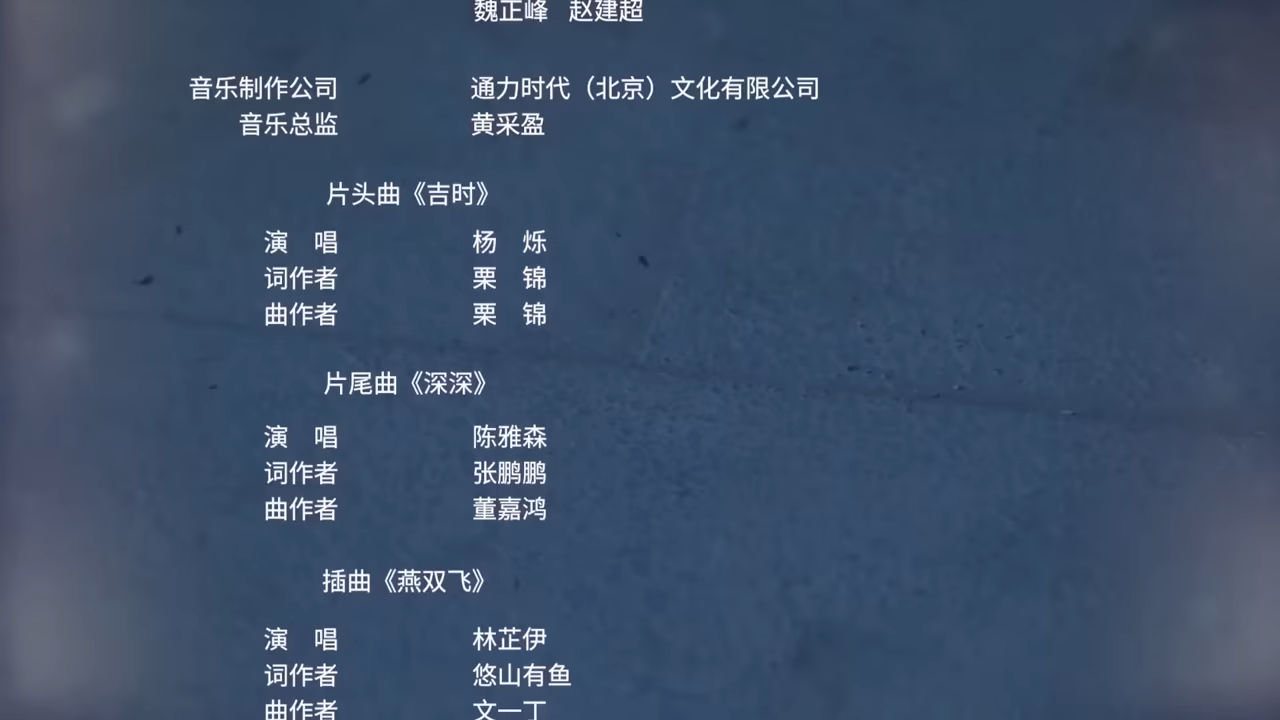 魏正峰 赵建超
音乐制作公司 通力时代（北京）文化有限公司
音乐总监 黄采盈
片头曲《吉时》
演 唱 杨 烁
词作者 栗 锦
曲作者 栗 锦
片尾曲《深深》
演 唱 陈雅森
词作者 张鹏鹏
曲作者 董嘉鸿
插曲《燕双飞》
演 唱 林芷伊
词作者 悠山有鱼
曲作者 文一丁